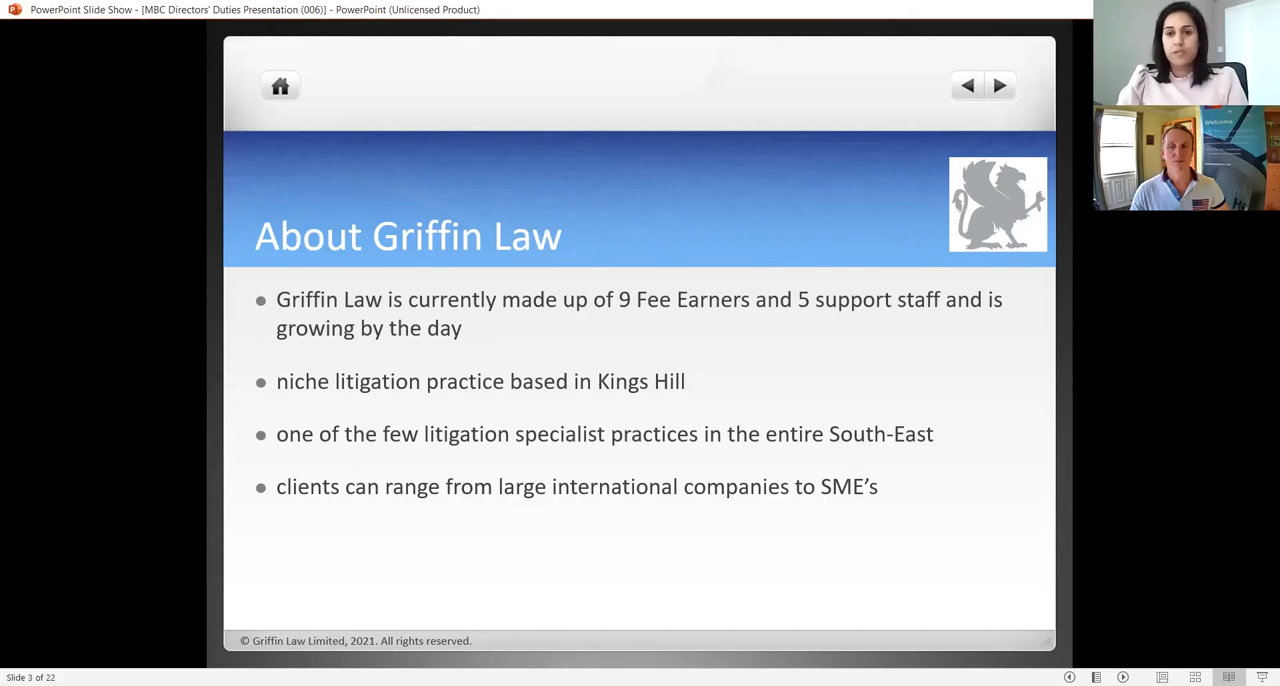 PowerPoint Slide Show - [MBC Directors' Duties Presentation (006)] - PowerPoint (Unlicensed Product)
Welcome
About Griffin Law
Griffin Law is currently made up of 9 Fee Earners and 5 support staff and is
growing by the day
niche litigation practice based in Kings Hill
one of the few litigation specialist practices in the entire South-East
clients can range from large international companies to SME’s
© Griffin Law Limited, 2021. All rights reserved.
Slide 3 of 22